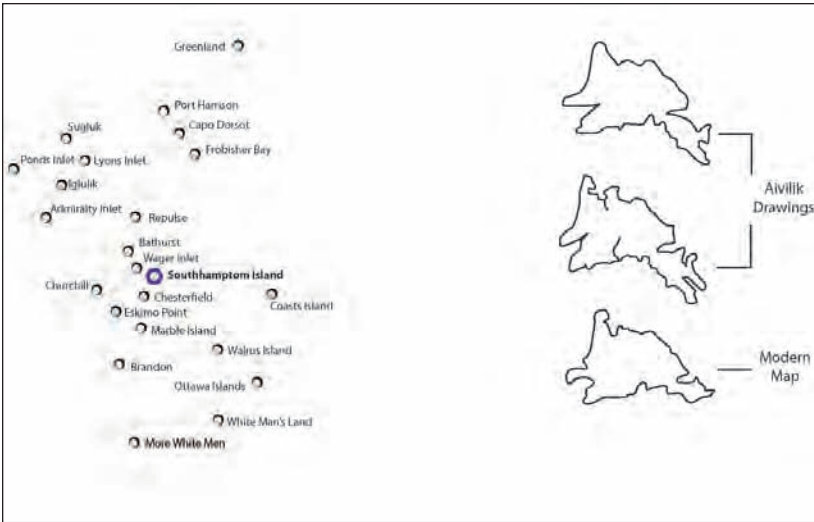 Greenland
Port Harrison
Capo Dorsot
Sugluk
Frobisher Bay
Ponds Inlet
Lyons Inlet
Iglulik
Arkmiralty Inlet
Repulse
Bathurst
Wager Inlet
Southhamptom Island
Churchill
Chesterfield
Coasts Island
Eskimo Point
Marble Island
Walrus Island
Brandon
Ottawa Islands
White Man's Land
More White Men
Aivilik
Drawings
Modern
Map